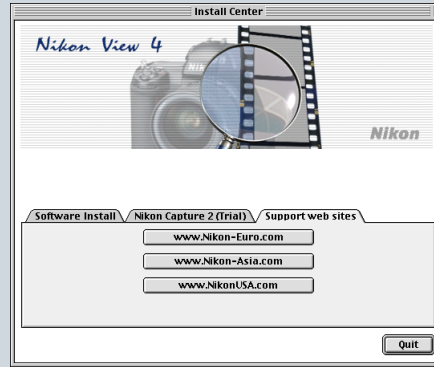 Install Center
Nikon View 4
Nikon
Software Install
Nikon Capture 2 (Trial)
Support web sites
www.Nikon-Euro.com
www.Nikon-Asia.com
www.NikonUSA.com
Quit